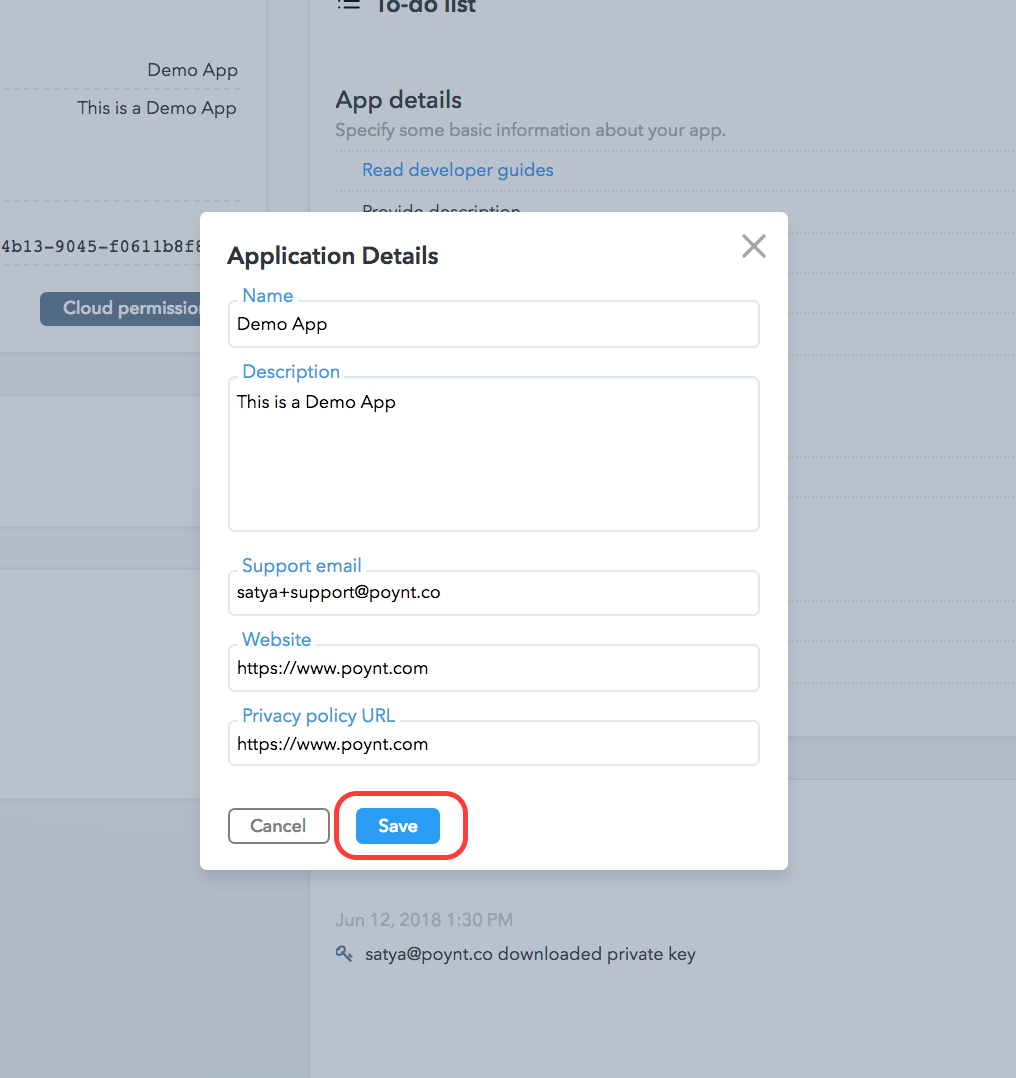 To-do list
Demo App
This is a Demo App
App details
Specify some basic information about your app.
Read developer guides
Provide description
4b13-9045-f0611b8f8
Cloud permission
Application Details
Name
Demo App
Description
This is a Demo App
Support email
satya+support@poynt.co
Website
https://www.poynt.com
Privacy policy URL
https://www.poynt.com
Cancel
Save
Jun 12, 2018 1:30 PM
satya@poynt.co downloaded private key